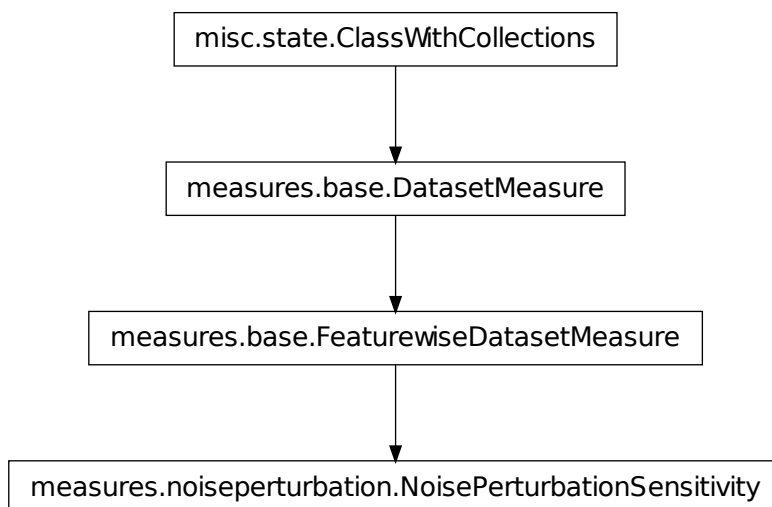 misc.state.ClassWithCollections
measures.base.DatasetMeasure
measures.base.FeaturewiseDatasetMeasure
measures.noiseperturbation.NoisePerturbationSensitivity